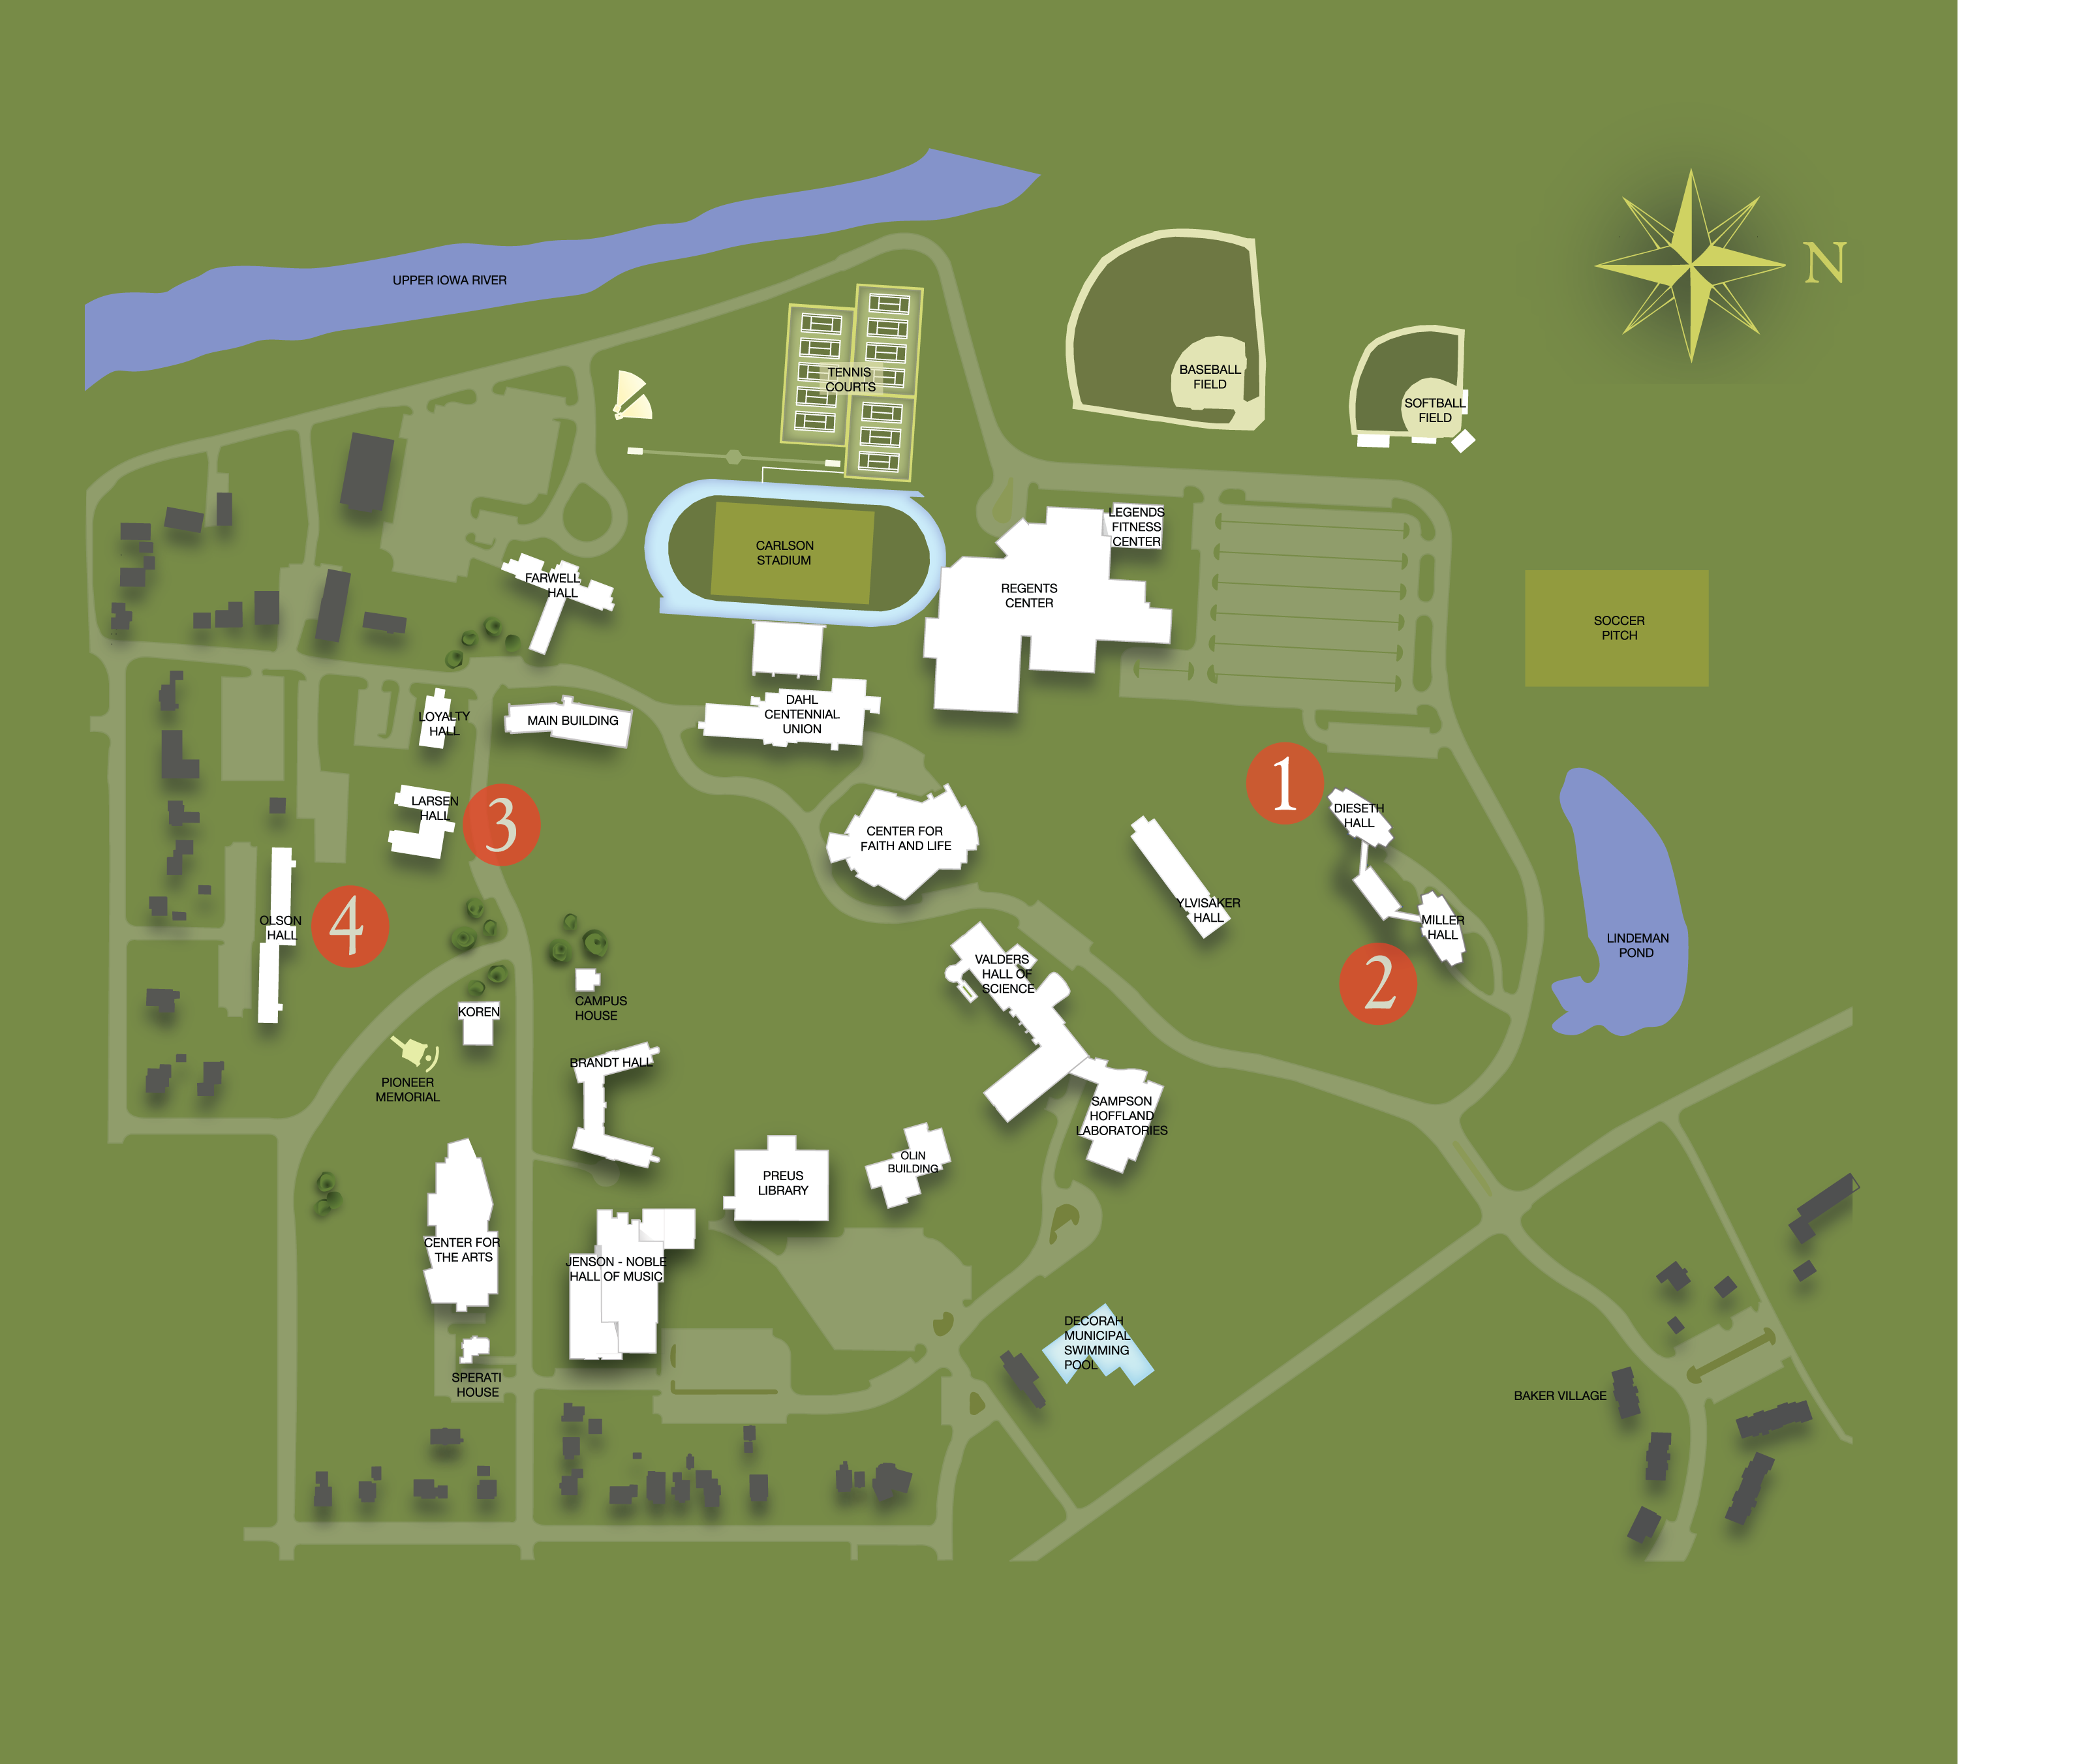 N
UPPER IOWA RIVER
TENNIS
COURTS
BASEBALL
FIELD
SOFTBALL
FIELD
LEGENDS
FITNESS
CENTER
CARLSON
STADIUM
FARWELL
HALL
REGENTS
CENTER
SOCCER
PITCH
LOYALTY
HALL
MAIN BUILDING
DAHL
CENTENNIAL
UNION
1
DIESETH
HALL
LARSEN
HALL
3
CENTER FOR
FAITH AND LIFE
YLVISAKER
HALL
OLSON
HALL
4
MILLER
HALL
LINDEMAN
POND
2
VALDERS
HALL OF
SCIENCE
CAMPUS
HOUSE
KOREN
BRANDT HALL
PIONEER
MEMORIAL
SAMPSON
HOFFLAND
LABORATORIES
OLIN
BUILDING
PREUS
LIBRARY
CENTER FOR
THE ARTS
JENSON - NOBLE
HALL OF MUSIC
DECORAH
MUNICIPAL
SWIMMING
POOL
SPERATI
HOUSE
BAKER VILLAGE